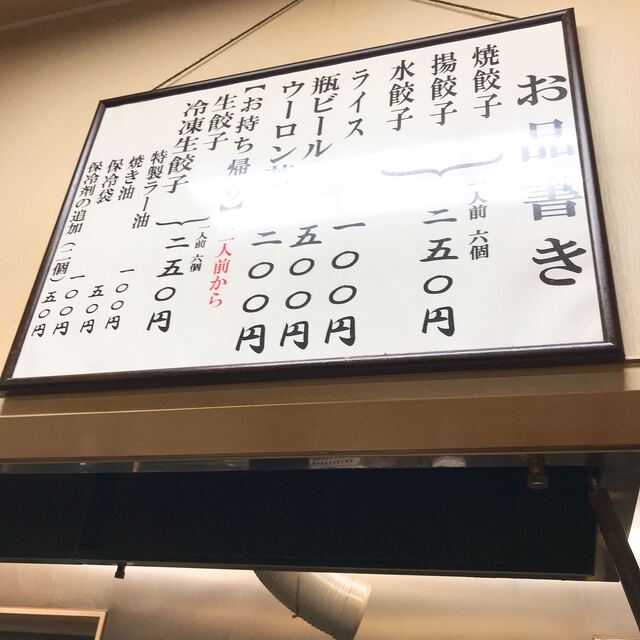 お品書き
焼餃子
揚餃子
水餃子
一人前 六個
二五〇円
ライス
一〇〇円
瓶ビール
五〇〇円
ウーロン茶
二〇〇円
【お持ち帰り】二人前から
生餃子
冷凍生餃子
一人前 六個
二五〇円
特製ラー油
一〇〇円
焼き油
五〇円
保冷袋
一〇〇円
保冷剤の追加(二個)
五〇円